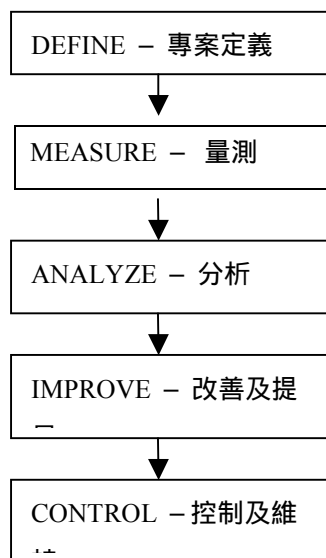 DEFINE – 專案定義
MEASURE – 量測
ANALYZE – 分析
IMPROVE – 改善及提
CONTROL – 控制及維